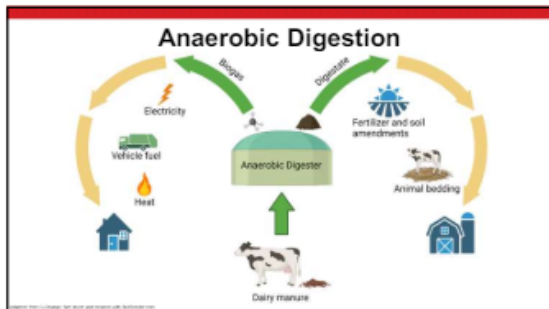 Anaerobic Digestion
Biogas
Digestate
Electricity
Vehicle fuel
Heat
Anaerobic Digester
Fertilizer and soil
amendments
Animal bedding
Dairy manure